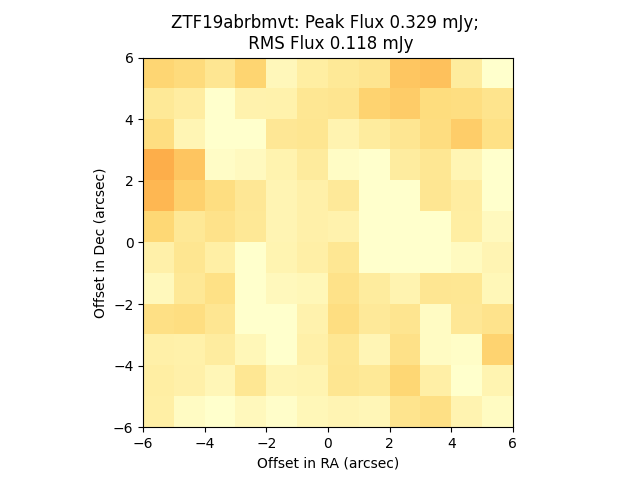 ZTF19abrbmvt: Peak Flux 0.329 mJy;
RMS Flux 0.118 mJy
6
4
2
0
−2
−4
−6
Offset in Dec (arcsec)
−6 −4 −2 0 2 4 6
Offset in RA (arcsec)